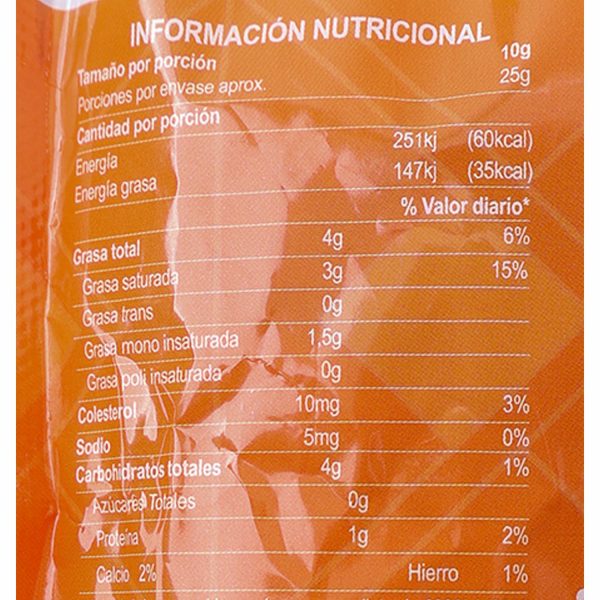 INFORMACIÓN NUTRICIONAL
Tamaño por porción 10g
Porciones por envase aprox. 25g
Cantidad por porción
Energía 251kj (60kcal)
Energía grasa 147kj (35kcal)
% Valor diario*
Grasa total 4g 6%
Grasa saturada 3g 15%
Grasa trans 0g
Grasa mono insaturada 1,5g
Grasa poli insaturada 0g
Colesterol 10mg 3%
Sodio 5mg 0%
Carbohidratos totales 4g 1%
Azúcares Totales 0g
Proteína 1g 2%
Calcio 2% Hierro 1%